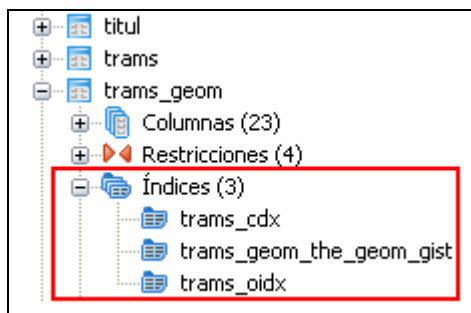 titul
trams
trams_geom
Columnas (23)
Restricciones (4)
Índices (3)
trams_cdx
trams_geom_the_geom_gist
trams_oidx